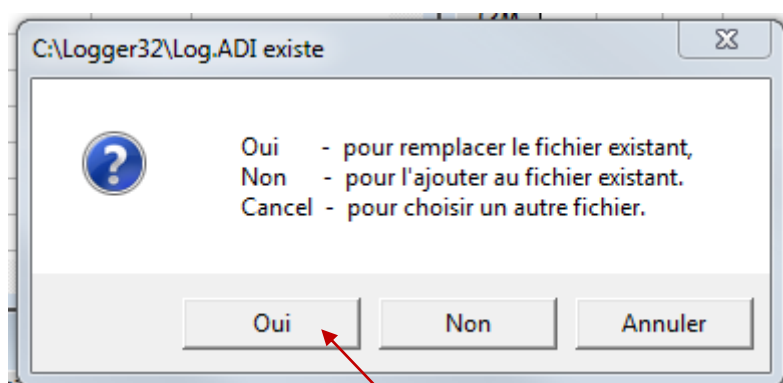 C:\Logger32\Log.ADI existe
Oui - pour remplacer le fichier existant,
Non - pour l'ajouter au fichier existant.
Cancel - pour choisir un autre fichier.
Oui Non Annuler